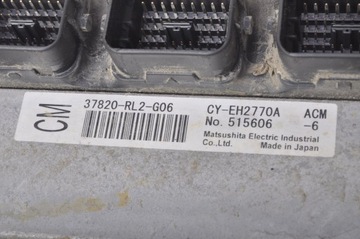 CM
37820-RL2-G06
CY-EH2770A
ACM
No. 515606
-6
Matsushita Electric Industrial
Co.,Ltd. Made in Japan